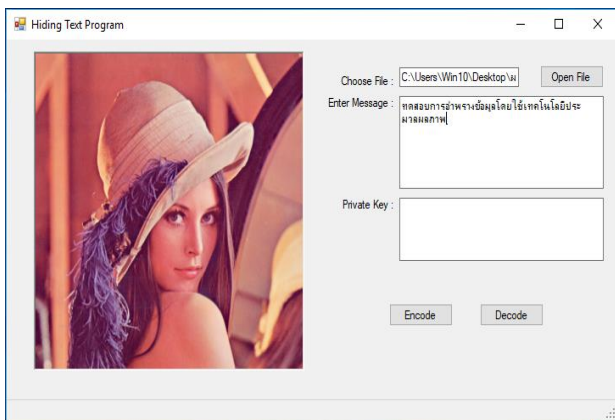 Hiding Text Program
Choose File :
C:\Users\Win10\Desktop\
Open File
Enter Message :
ทดสอบการอำพรางข้อมูลโดยใช้เทคโนโลยีประ
มวลผลภาพ
Private Key :
Encode
Decode